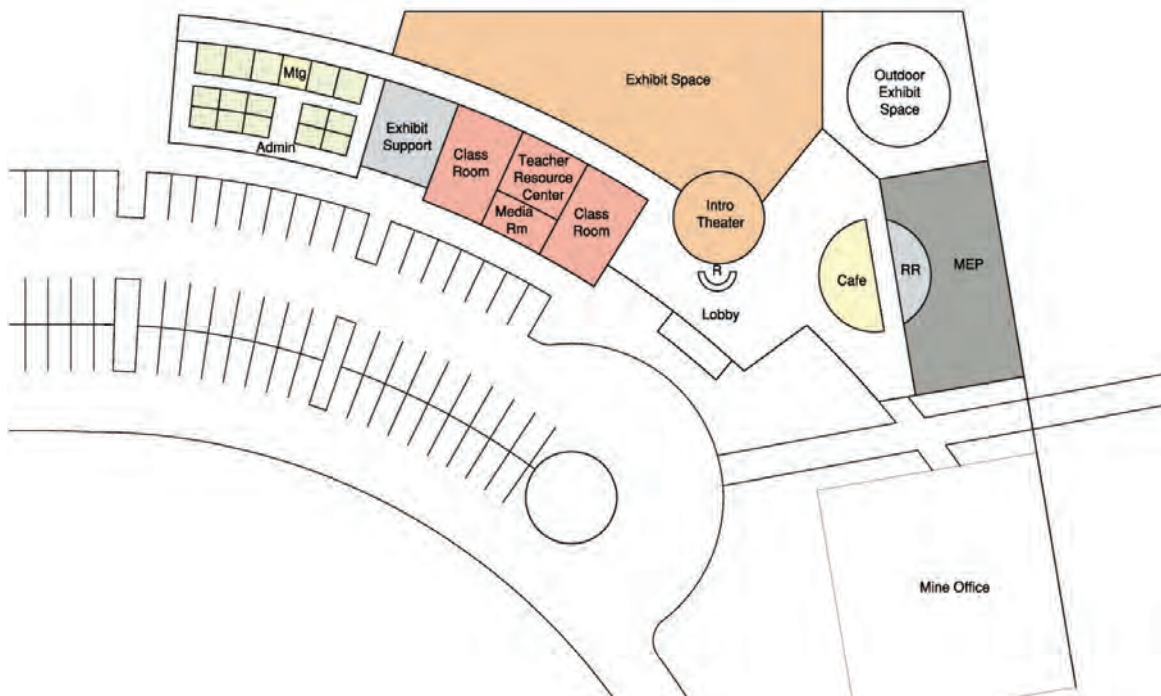 Mtg
Admin
Exhibit
Support
Class
Room
Teacher
Resource
Center
Media
Rm
Class
Room
Exhibit Space
Intro
Theater
R
Lobby
Outdoor
Exhibit
Space
Cafe
RR
MEP
Mine Office